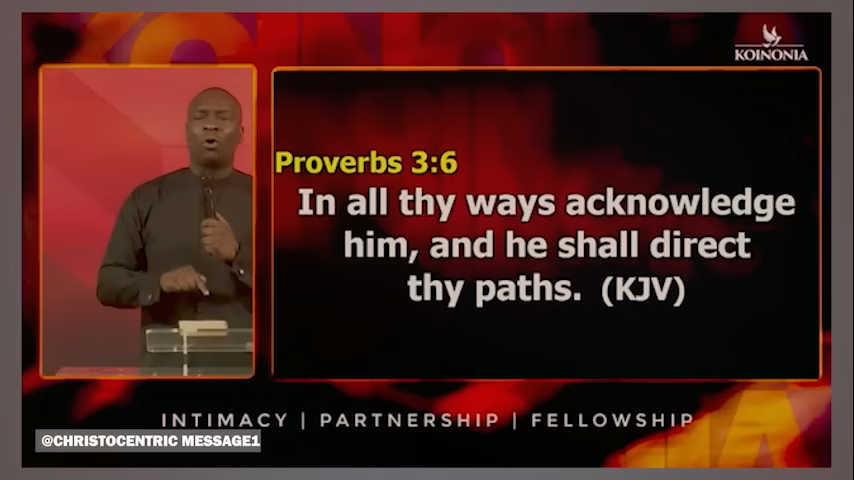 KOINONIA
Proverbs 3:6
In all thy ways acknowledge
him, and he shall direct
thy paths. (KJV)
INTIMACY | PARTNERSHIP | FELLOWSHIP
@CHRISTOCENTRIC MESSAGE1